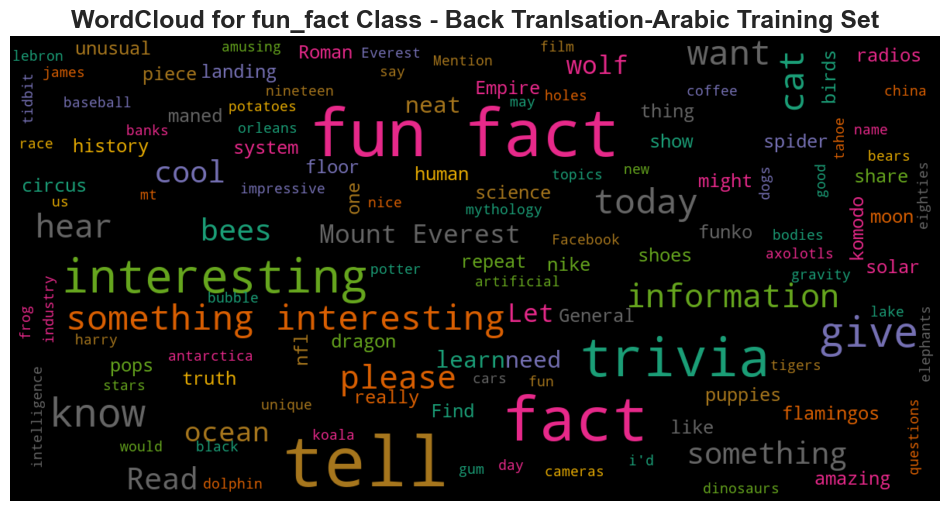 WordCloud for fun_fact Class - Back Tranlsation-Arabic Training Set
lebron
unusual
amusing
Roman
Everest
film
want
cat
birds
radios
james
piece
landing
say
Mention
wolf
tidbit
nineteen
Empire
holes
coffee
china
baseball
potatoes
neat
may
thing
maned
fun fact
banks
orleans
race
history
system
show
spider
tahoe
name
bears
cool
floor
human
topics
new
dogs
good
share
circus
us
mt
impressive
one
nice
science
might
eighties
mythology
today
moon
komodo
hear
bees
Mount Everest
Facebook
funko
bodies
axolotls
solar
interesting
potter
repeat
nike
shoes
artificial
gravity
bubble
information
frog
industry
something interesting
Let
General
lake
give
elephants
harry
nfl
dragon
antarctica
learn
need
trivia
tigers
pops
stars
truth
please
cars
fun
really
puppies
intelligence
know
unique
Find
fact
like
flamingos
questions
ocean
koala
would
black
tell
i'd
something
Read
dolphin
gum
day
cameras
amazing
dinosaurs